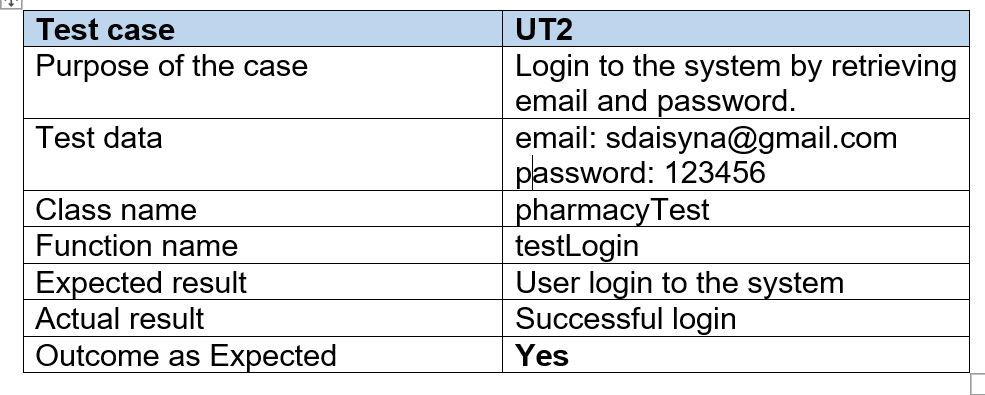 Test case UT2
Purpose of the case Login to the system by retrieving
email and password.
Test data email: sdaisyna@gmail.com
password: 123456
Class name pharmacyTest
Function name testLogin
Expected result User login to the system
Actual result Successful login
Outcome as Expected Yes